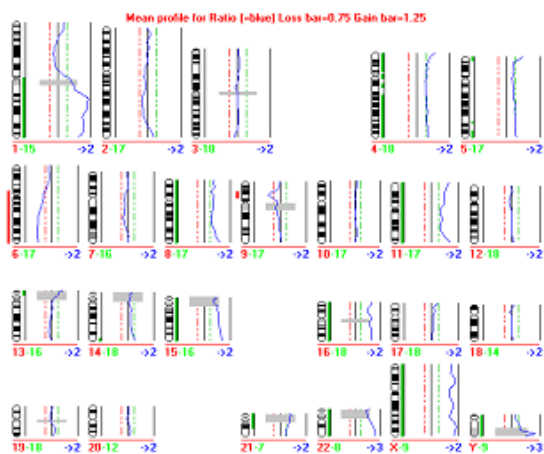 Mean profile for Ratio (=blue) Loss bar=0.75 Gain bar=1.25
1-15 ->2 2-17 ->2 3-18 ->2 4-18 ->2 5-17 ->2
6-17 ->2 7-16 ->2 8-17 ->2 9-17 ->2 10-17 ->2 11-17 ->2 12-18 ->2
13-16 ->2 14-18 ->2 15-16 ->2 16-18 ->2 17-18 ->2 18-14 ->2
19-18 ->2 20-12 ->2 21-7 ->2 22-8 ->3 X-9 ->2 Y-9 ->3